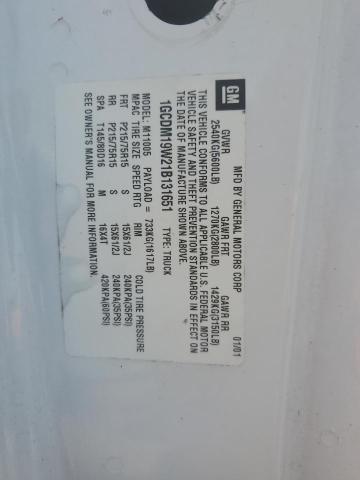 GM
MFD BY GENERAL MOTORS CORP 01/01
GVWR GAWR FRT GAWR RR
2540KG(5600LB) 1270KG(2800LB) 1429KG(3150LB)
THIS VEHICLE CONFORMS TO ALL APPLICABLE U.S. FEDERAL MOTOR
VEHICLE SAFETY AND THEFT PREVENTION STANDARDS IN EFFECT ON
THE DATE OF MANUFACTURE SHOWN ABOVE.
1GCDM19W21B131651 TYPE: TRUCK
MODEL: M11005 PAYLOAD = 733KG(1617LB)
MPAC TIRE SIZE SPEED RTG RIM COLD TIRE PRESSURE
FRT P215/75R15 S 15X61/2J 240KPA(35PSI)
RR P215/75R15 S 15X61/2J 240KPA(35PSI)
SPA T145/80D16 M 16X4T 420KPA(60PSI)
SEE OWNER'S MANUAL FOR MORE INFORMATION.